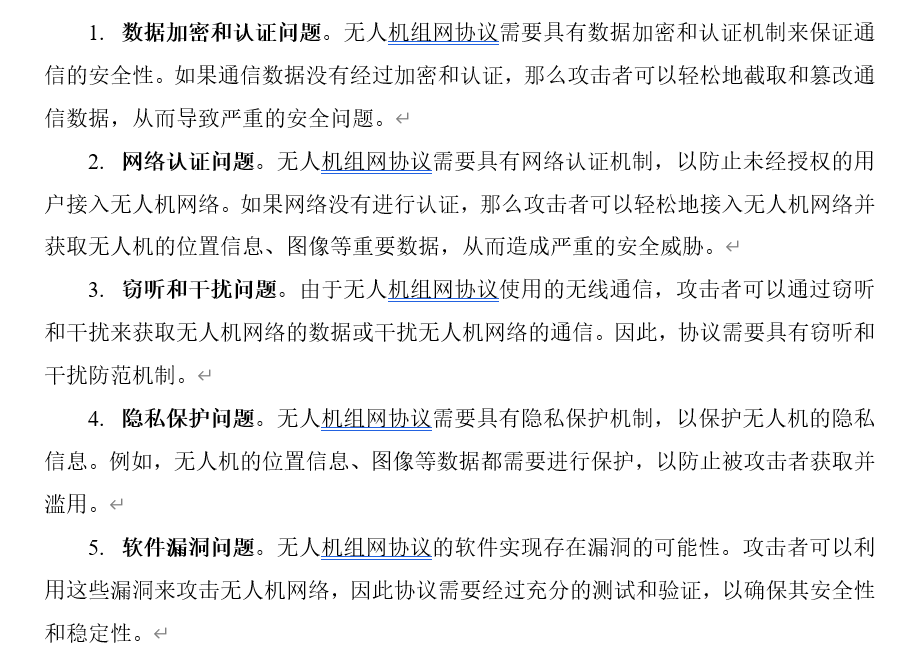 1. 数据加密和认证问题。无人机组网协议需要具有数据加密和认证机制来保证通
信的安全性。如果通信数据没有经过加密和认证，那么攻击者可以轻松地截取和篡改通
信数据，从而导致严重的安全问题。↵
2. 网络认证问题。无人机组网协议需要具有网络认证机制，以防止未经授权的用
户接入无人机网络。如果网络没有进行认证，那么攻击者可以轻松地接入无人机网络并
获取无人机的位置信息、图像等重要数据，从而造成严重的安全威胁。↵
3. 窃听和干扰问题。由于无人机组网协议使用的无线通信，攻击者可以通过窃听
和干扰来获取无人机网络的数据或干扰无人机网络的通信。因此，协议需要具有窃听和
干扰防范机制。↵
4. 隐私保护问题。无人机组网协议需要具有隐私保护机制，以保护无人机的隐私
信息。例如，无人机的位置信息、图像等数据都需要进行保护，以防止被攻击者获取并
滥用。↵
5. 软件漏洞问题。无人机组网协议的软件实现存在漏洞的可能性。攻击者可以利
用这些漏洞来攻击无人机网络，因此协议需要经过充分的测试和验证，以确保其安全性
和稳定性。↵